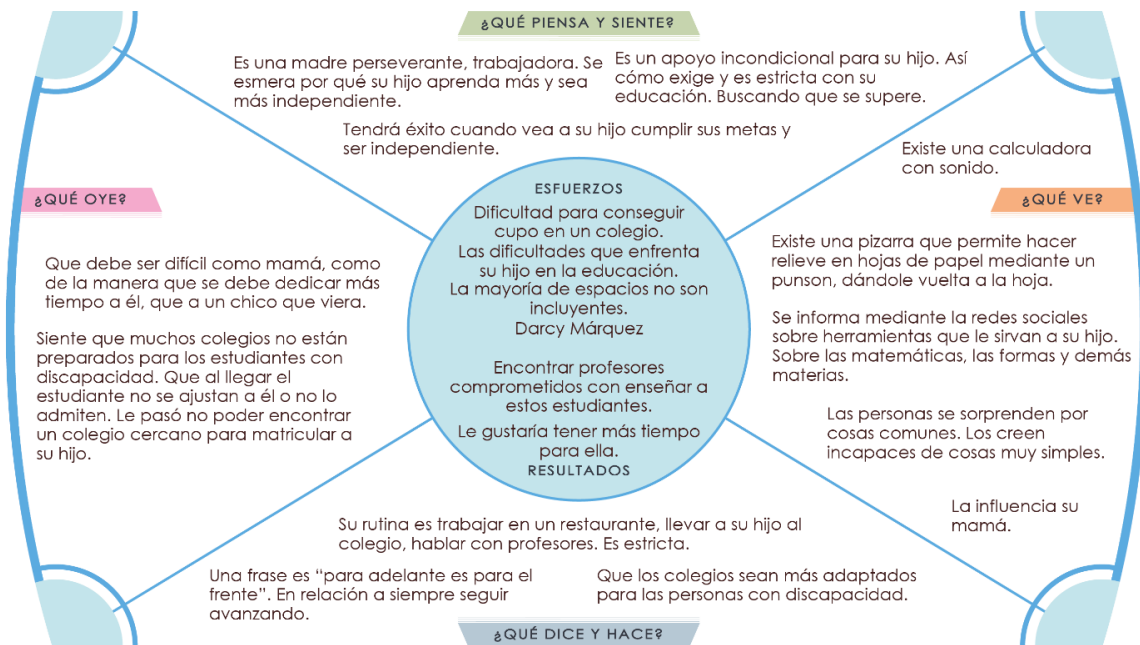 ¿QUÉ PIENSA Y SIENTE?
Es una madre perseverante, trabajadora. Se
esmera por qué su hijo aprenda más y sea
más independiente.
Es un apoyo incondicional para su hijo. Así
cómo exige y es estricta con su
educación. Buscando que se supere.
Tendrá éxito cuando vea a su hijo cumplir sus metas y
ser independiente.
¿QUÉ OYE?
Que debe ser difícil como mamá, como
de la manera que se debe dedicar más
tiempo a él, que a un chico que viera.
Siente que muchos colegios no están
preparados para los estudiantes con
discapacidad. Que al llegar el
estudiante no se ajustan a él o no lo
admiten. Le pasó no poder encontrar
un colegio cercano para matricular a
su hijo.
ESFUERZOS
Dificultad para conseguir
cupo en un colegio.
Las dificultades que enfrenta
su hijo en la educación.
La mayoría de espacios no son
incluyentes.
Darcy Márquez
Encontrar profesores
comprometidos con enseñar a
estos estudiantes.
Le gustaría tener más tiempo
para ella.
RESULTADOS
Existe una calculadora
con sonido.
¿QUÉ VE?
Existe una pizarra que permite hacer
relieve en hojas de papel mediante un
punson, dándole vuelta a la hoja.
Se informa mediante la redes sociales
sobre herramientas que le sirvan a su hijo.
Sobre las matemáticas, las formas y demás
materias.
Las personas se sorprenden por
cosas comunes. Los creen
incapaces de cosas muy simples.
La influencia su
mamá.
Su rutina es trabajar en un restaurante, llevar a su hijo al
colegio, hablar con profesores. Es estricta.
Una frase es “para adelante es para el
frente”. En relación a siempre seguir
avanzando.
Que los colegios sean más adaptados
para las personas con discapacidad.
¿QUÉ DICE Y HACE?